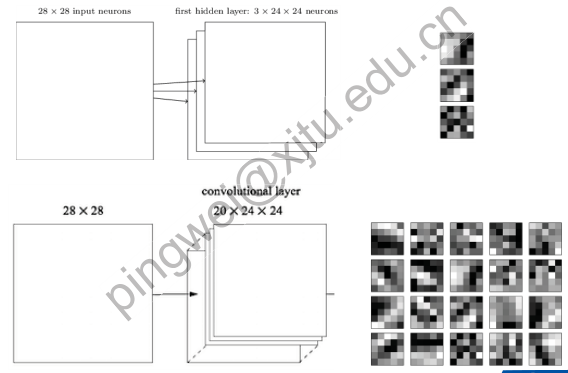 28 × 28 input neurons
first hidden layer: 3 × 24 × 24 neurons
convolutional layer
28 × 28
20 × 24 × 24
pingwei@xjtu.edu.cn